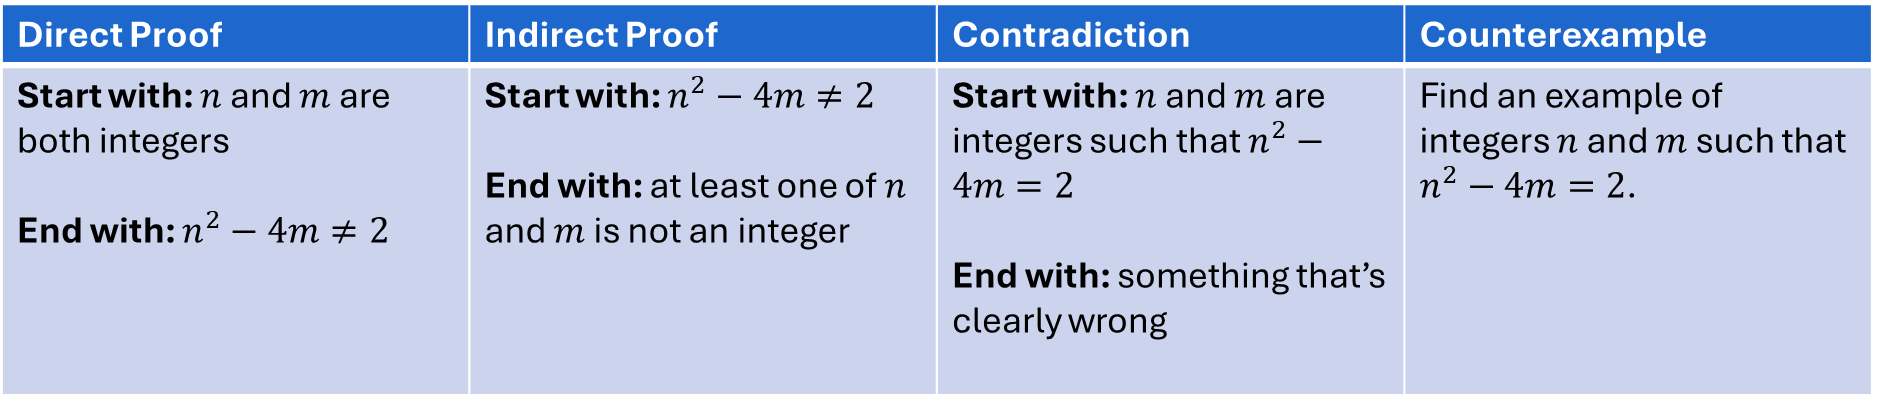 Direct Proof
Start with: n and m are
both integers
End with: n² − 4m ≠ 2
Indirect Proof
Start with: n² − 4m ≠ 2
End with: at least one of n
and m is not an integer
Contradiction
Start with: n and m are
integers such that n² −
4m = 2
End with: something that’s
clearly wrong
Counterexample
Find an example of
integers n and m such that
n² − 4m = 2.